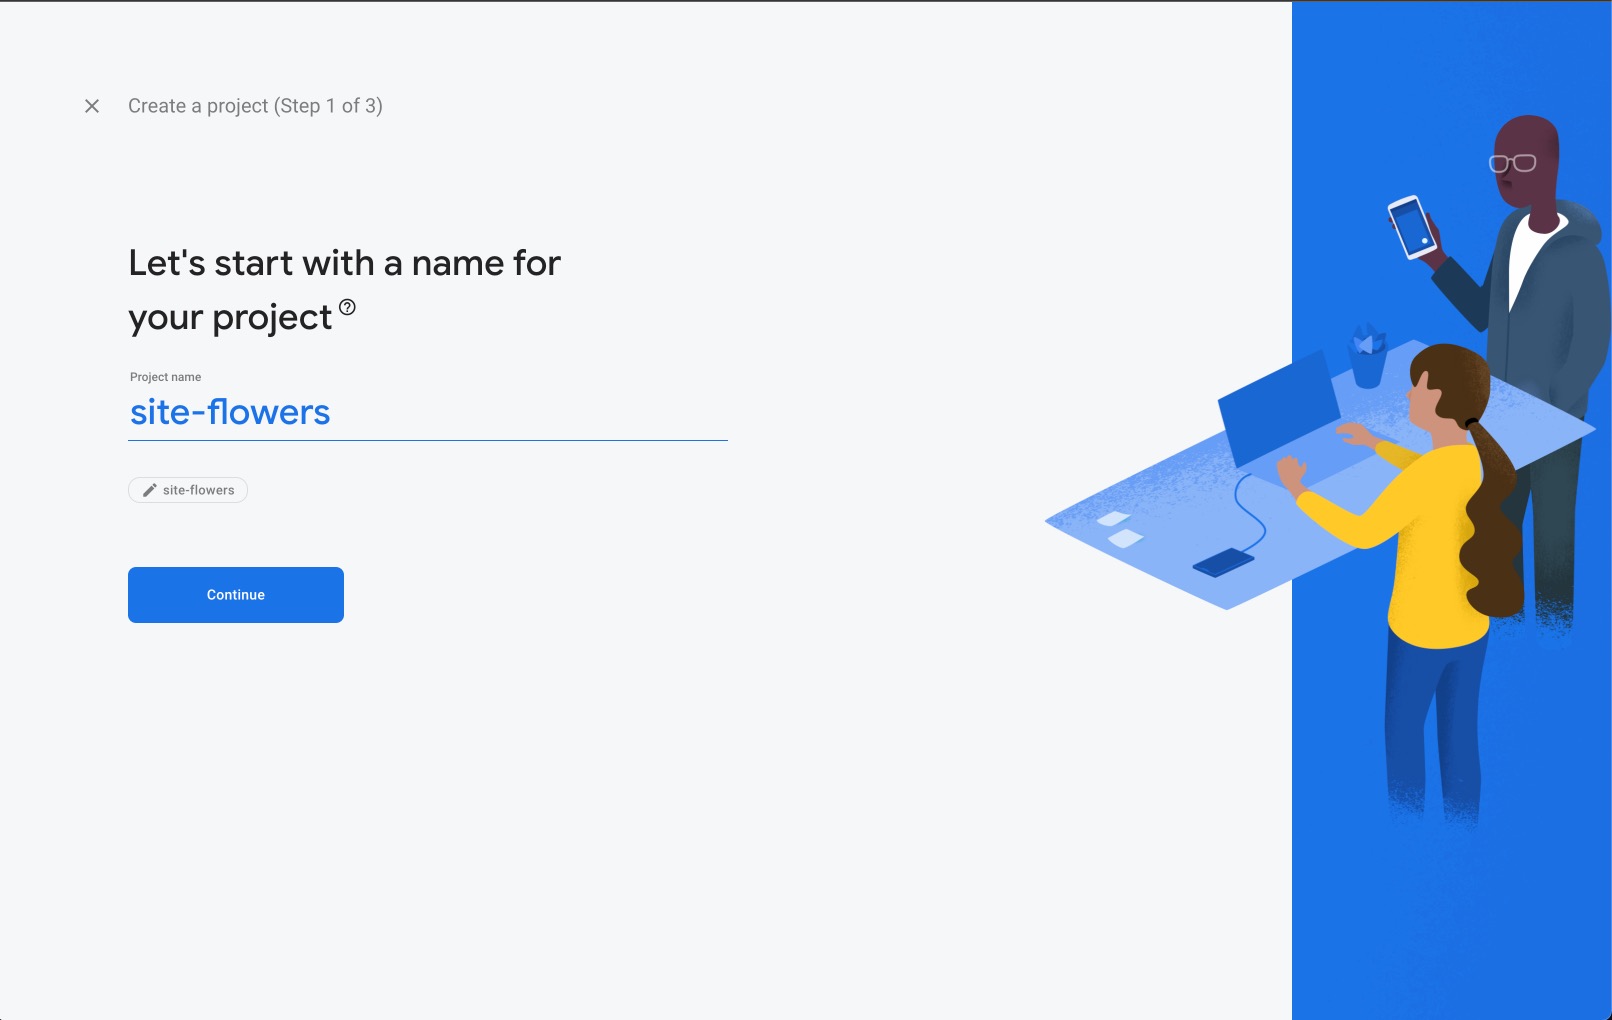 Create a project (Step 1 of 3)
Let's start with a name for
your project
Project name
site-flowers
site-flowers
Continue